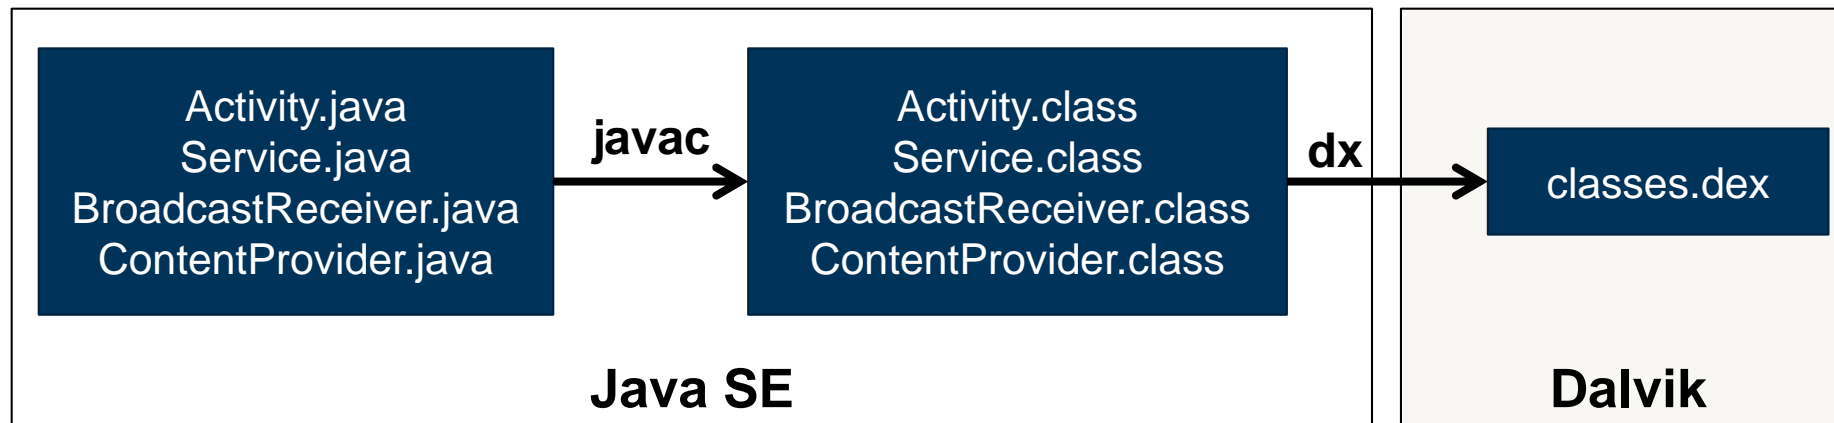 Activity.java
Service.java
BroadcastReceiver.java
ContentProvider.java
javac
Activity.class
Service.class
BroadcastReceiver.class
ContentProvider.class
dx
classes.dex
Java SE
Dalvik